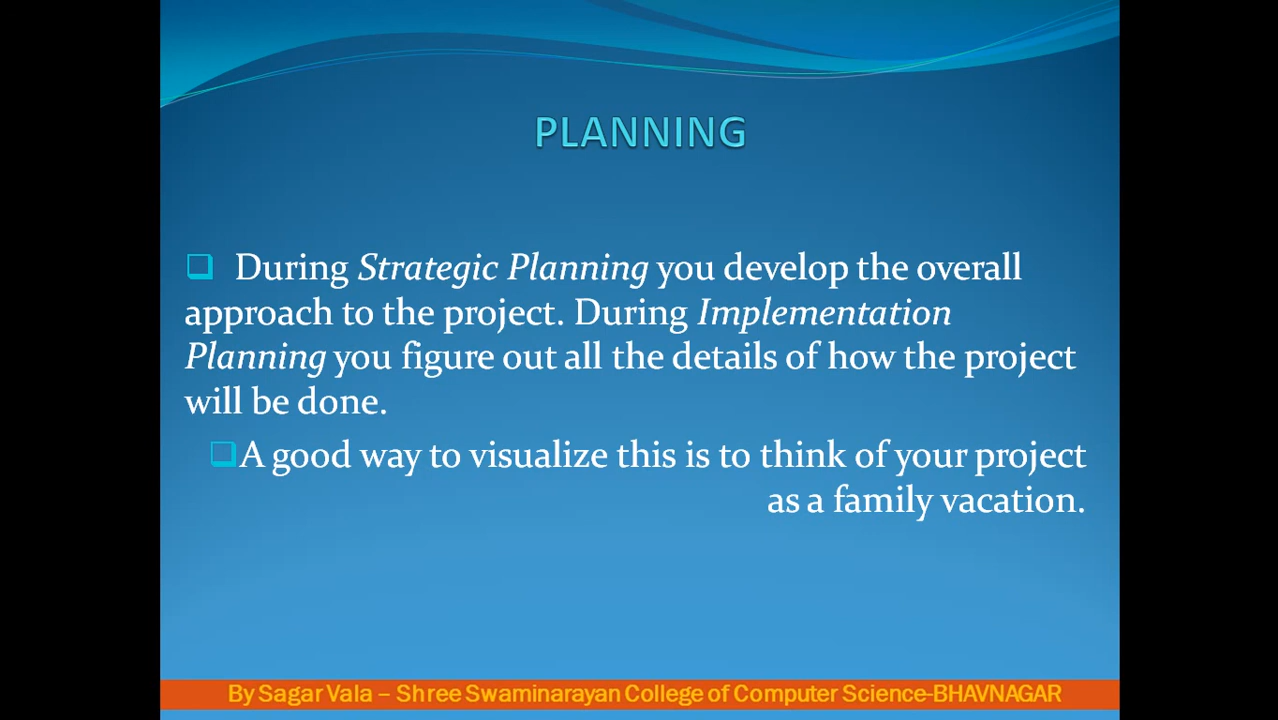 PLANNING
During Strategic Planning you develop the overall
approach to the project. During Implementation
Planning you figure out all the details of how the project
will be done.
A good way to visualize this is to think of your project
as a family vacation.
By Sagar Vala – Shree Swaminarayan College of Computer Science-BHAVNAGAR